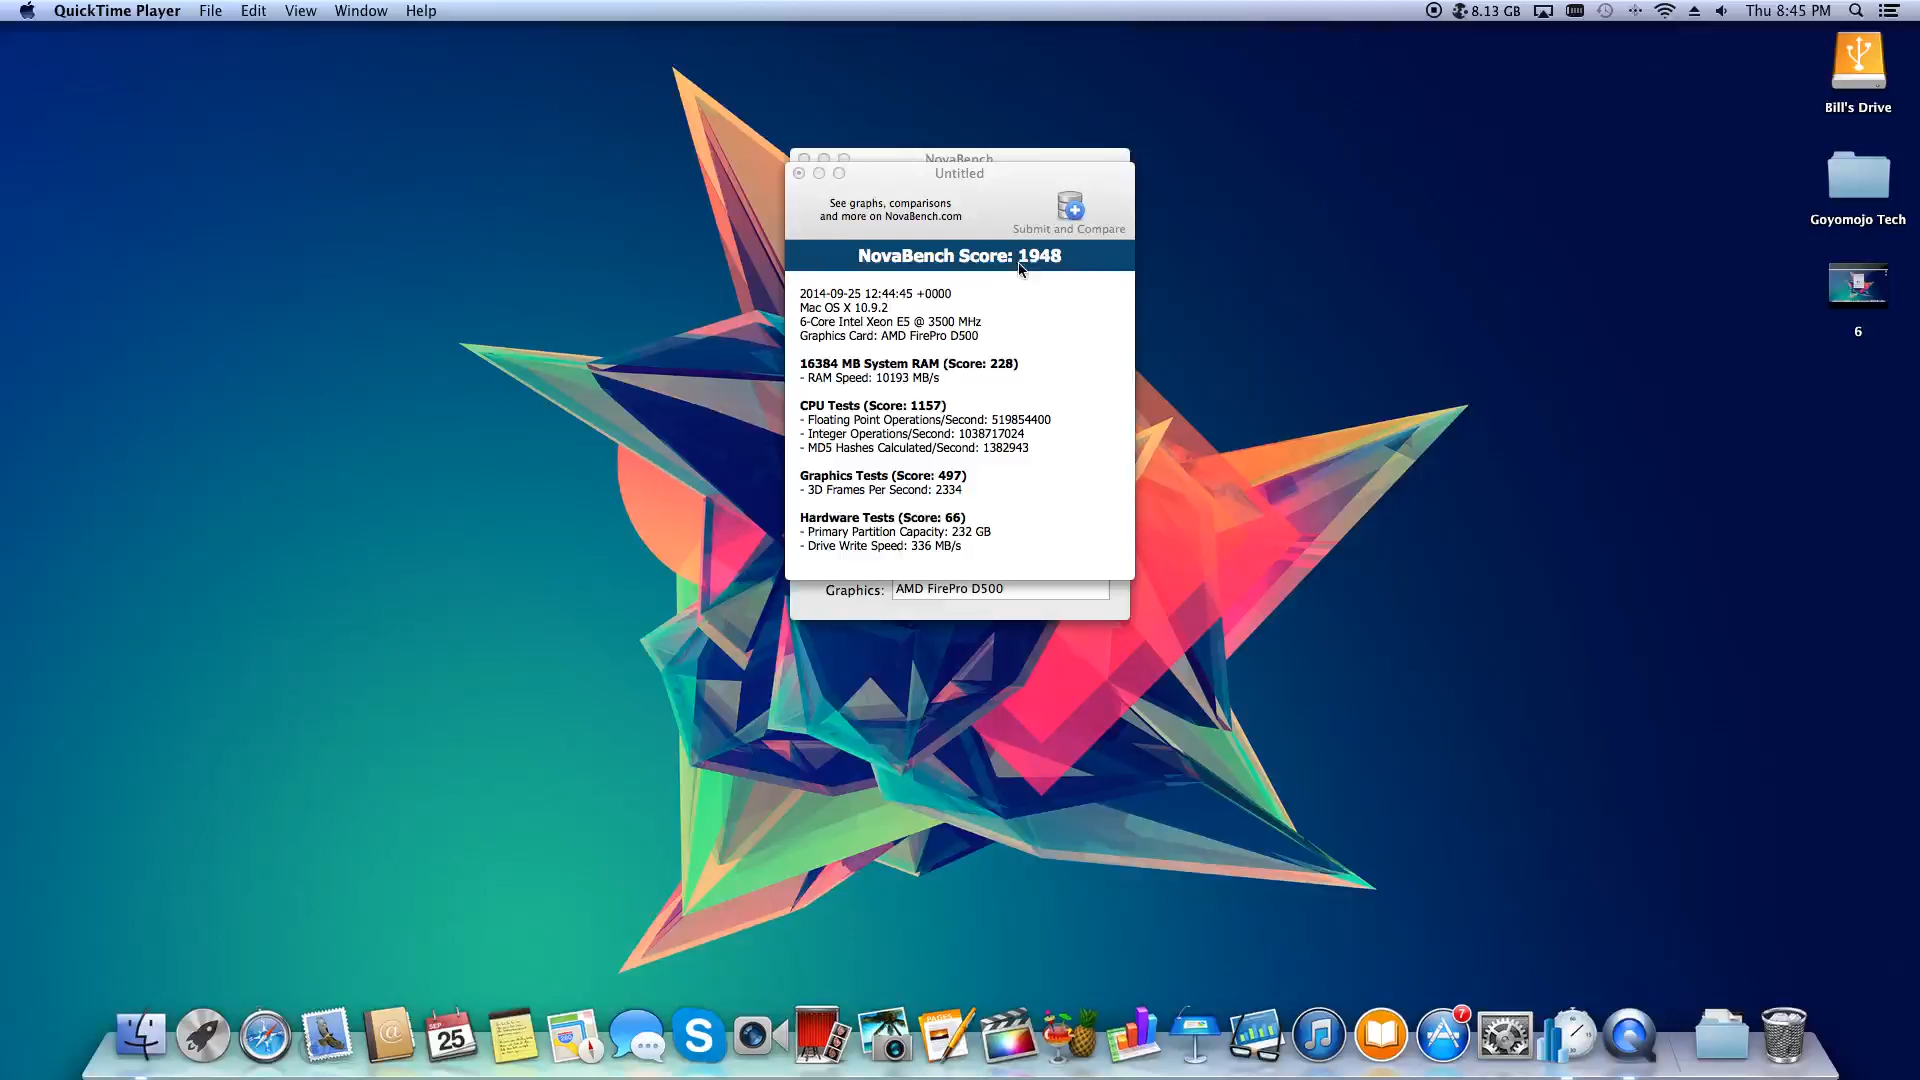 QuickTime Player File Edit View Window Help
8.13 GB Thu 8:45 PM
Bill's Drive
Goyomojo Tech
6
NovaBench
Untitled
See graphs, comparisons
and more on NovaBench.com
Submit and Compare
NovaBench Score: 1948
2014-09-25 12:44:45 +0000
Mac OS X 10.9.2
6-Core Intel Xeon E5 @ 3500 MHz
Graphics Card: AMD FirePro D500
16384 MB System RAM (Score: 228)
- RAM Speed: 10193 MB/s
CPU Tests (Score: 1157)
- Floating Point Operations/Second: 519854400
- Integer Operations/Second: 1038717024
- MD5 Hashes Calculated/Second: 1382943
Graphics Tests (Score: 497)
- 3D Frames Per Second: 2334
Hardware Tests (Score: 66)
- Primary Partition Capacity: 232 GB
- Drive Write Speed: 336 MB/s
Graphics: AMD FirePro D500
SEP
25
PAGES
7